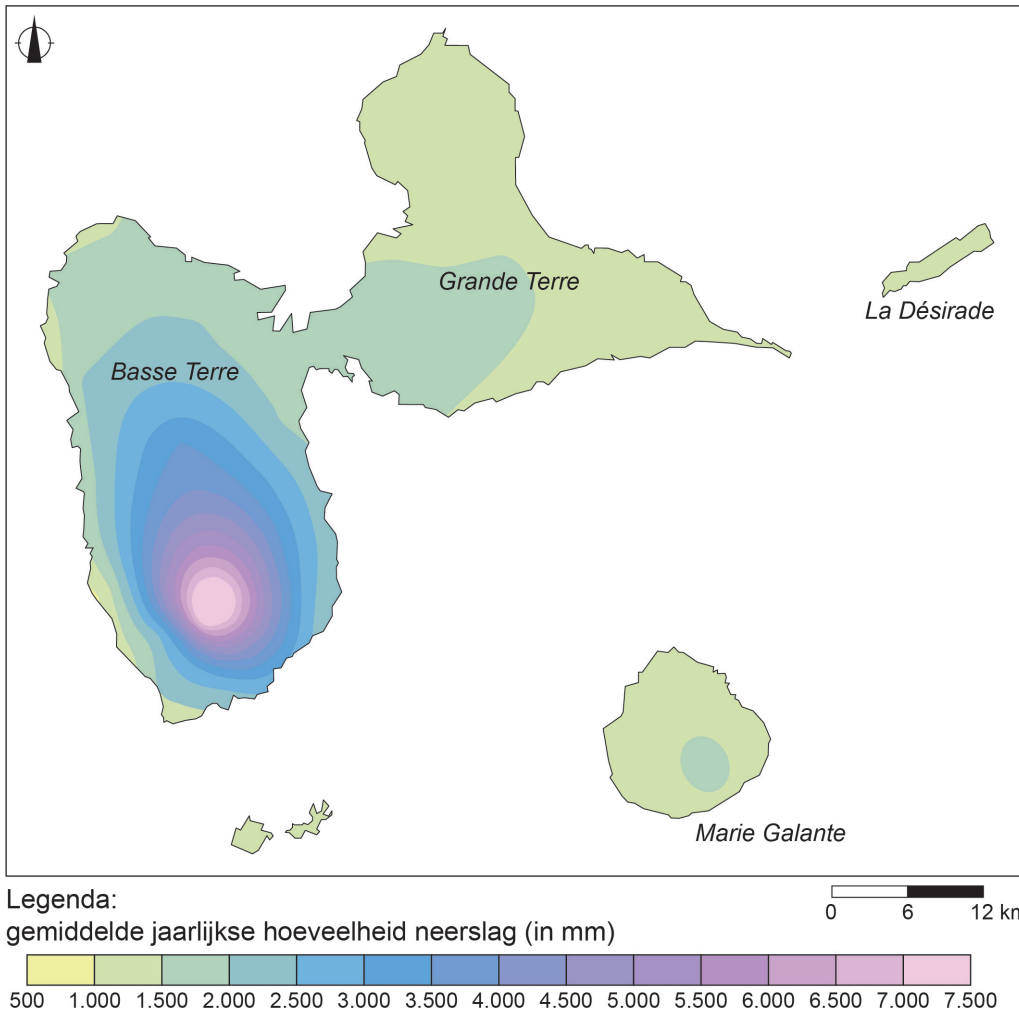 Grande Terre
La Désirade
Basse Terre
Marie Galante
Legenda:
0 6 12 km
gemiddelde jaarlijkse hoeveelheid neerslag (in mm)
500 1.000 1.500 2.000 2.500 3.000 3.500 4.000 4.500 5.000 5.500 6.000 6.500 7.000 7.500